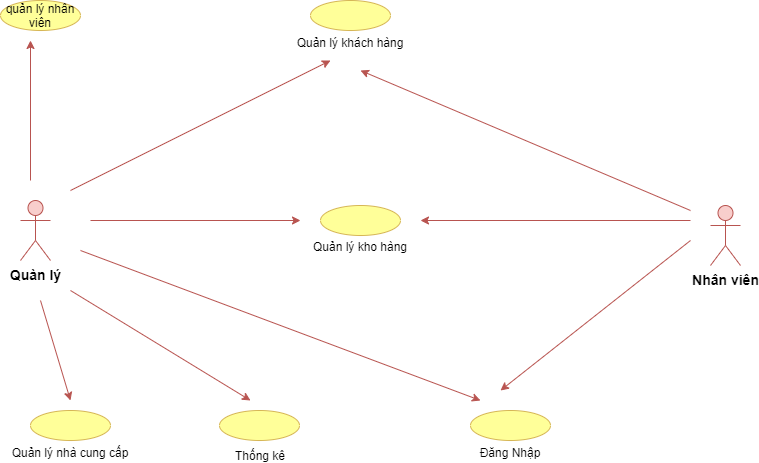 quản lý nhân
viên
Quản lý khách hàng
Quản lý kho hàng
Quản lý
Nhân viên
Quản lý nhà cung cấp
Thống kê
Đăng Nhập